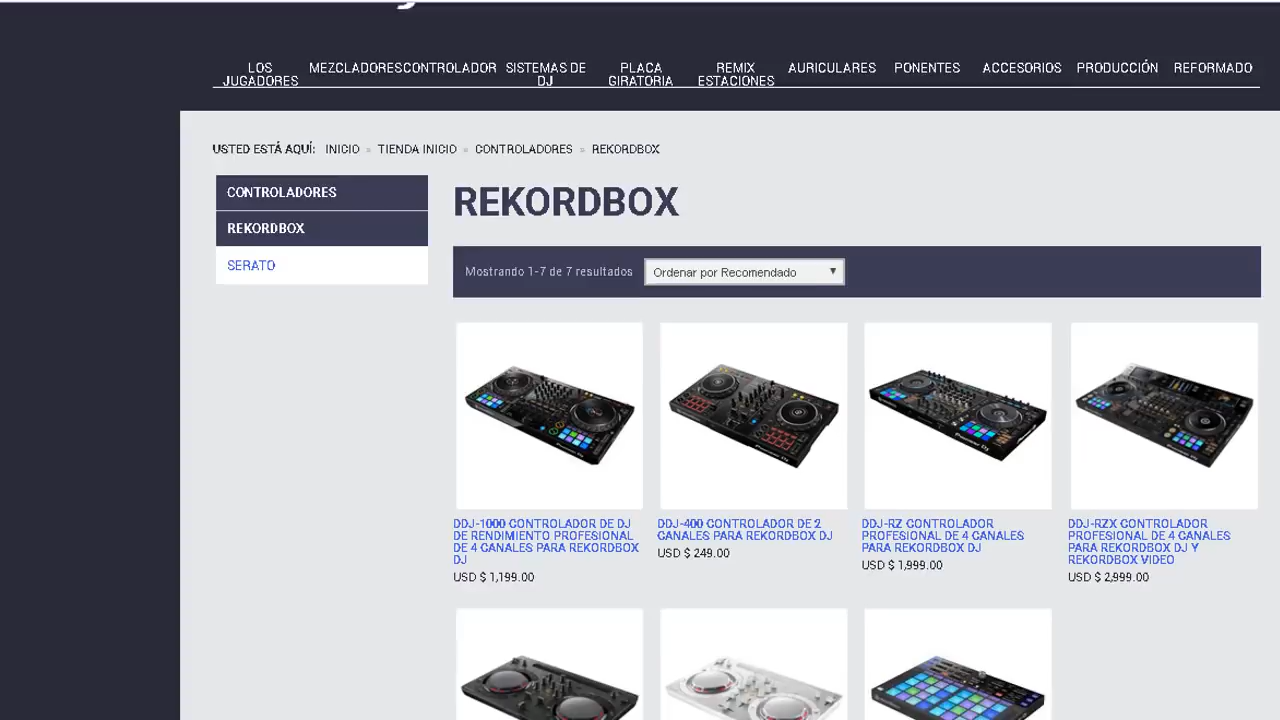 LOS JUGADORES
MEZCLADORES
CONTROLADOR
SISTEMAS DE DJ
PLACA GIRATORIA
REMIX ESTACIONES
AURICULARES
PONENTES
ACCESORIOS
PRODUCCIÓN
REFORMADO
USTED ESTÁ AQUÍ: INICIO » TIENDA INICIO » CONTROLADORES » REKORDBOX
CONTROLADORES
REKORDBOX
SERATO
REKORDBOX
Mostrando 1-7 de 7 resultados
Ordenar por Recomendado
DDJ-1000 CONTROLADOR DE DJ
DE RENDIMIENTO PROFESIONAL
DE 4 CANALES PARA REKORDBOX
DJ
USD $ 1,199.00
DDJ-400 CONTROLADOR DE 2
CANALES PARA REKORDBOX DJ
USD $ 249.00
DDJ-RZ CONTROLADOR
PROFESIONAL DE 4 CANALES
PARA REKORDBOX DJ
USD $ 1,999.00
DDJ-RZX CONTROLADOR
PROFESIONAL DE 4 CANALES
PARA REKORDBOX DJ Y
REKORDBOX VIDEO
USD $ 2,999.00